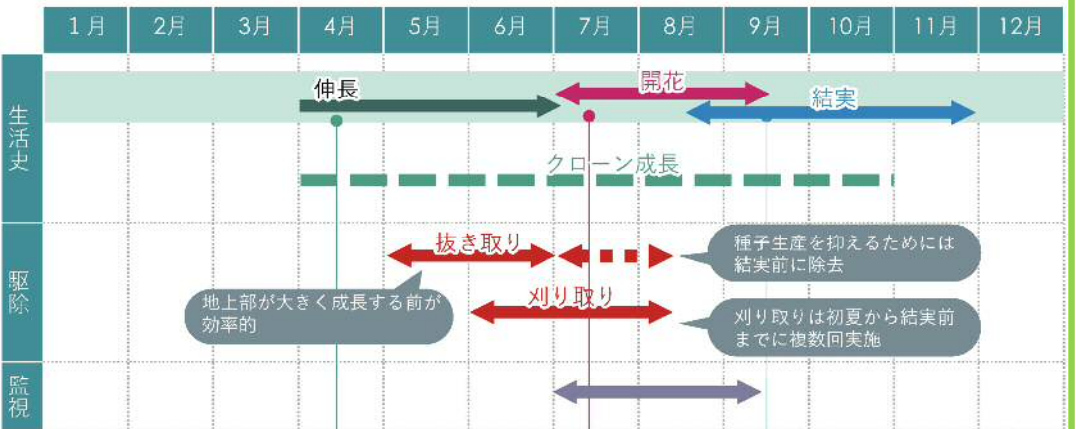 1月 2月 3月 4月 5月 6月 7月 8月 9月 10月 11月 12月
生活史
伸長
開花
結実
クローン成長
駆除
抜き取り
種子生産を抑えるためには
結実前に除去
地上部が大きく成長する前が
効率的
刈り取り
刈り取りは初夏から結実前
までに複数回実施
監視